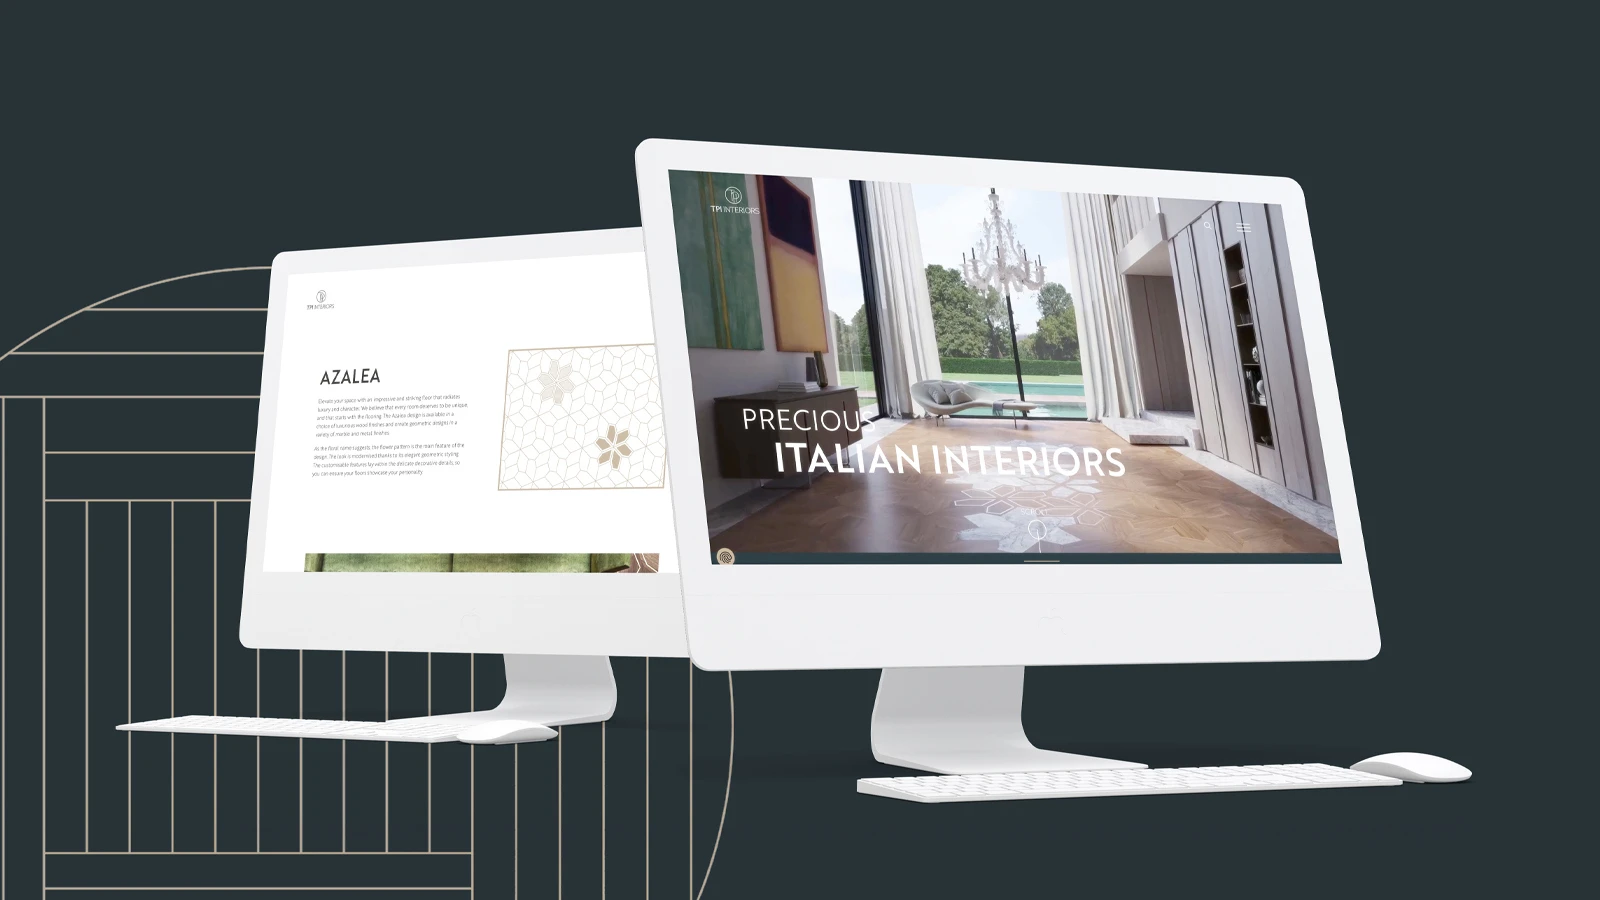 TPI INTERIORS
AZALEA
Elevate your space with an impressive and striking floor that radiates
luxury and character. We believe that every room deserves to be unique,
and that starts with the flooring. The Azalea design is available in a
choice of luxurious wood finishes and ornate geometric designs in a
variety of marble and metal finishes.
As the floral name suggests, the flower pattern is the main feature of the
design. The look is modernised thanks to its elegant geometric styling.
The customisable features lay within the delicate decorative details, so
you can ensure your floors showcase your personality.
TPI INTERIORS
PRECIOUS
ITALIAN INTERIORS
SCROLL